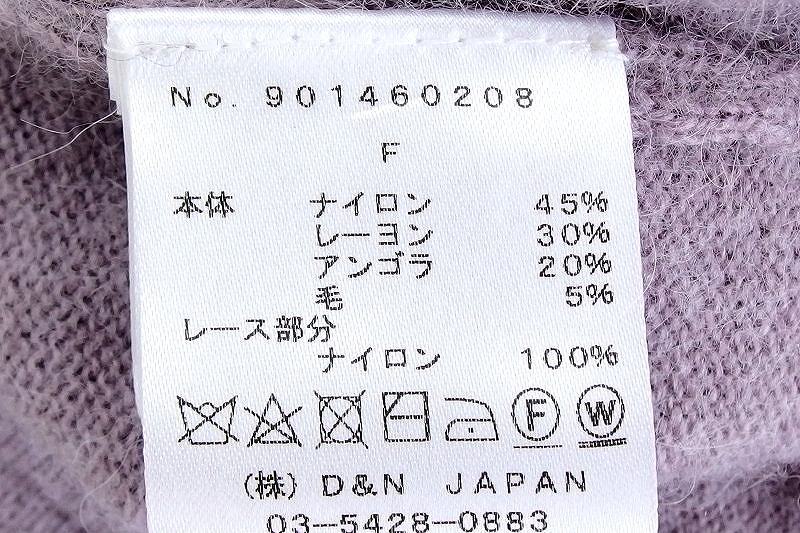 No. 901460208
F
本体 ナイロン 45%
レーヨン 30%
アンゴラ 20%
毛 5%
レース部分
ナイロン 100%
F W
(株) D&N JAPAN
03-5428-0883